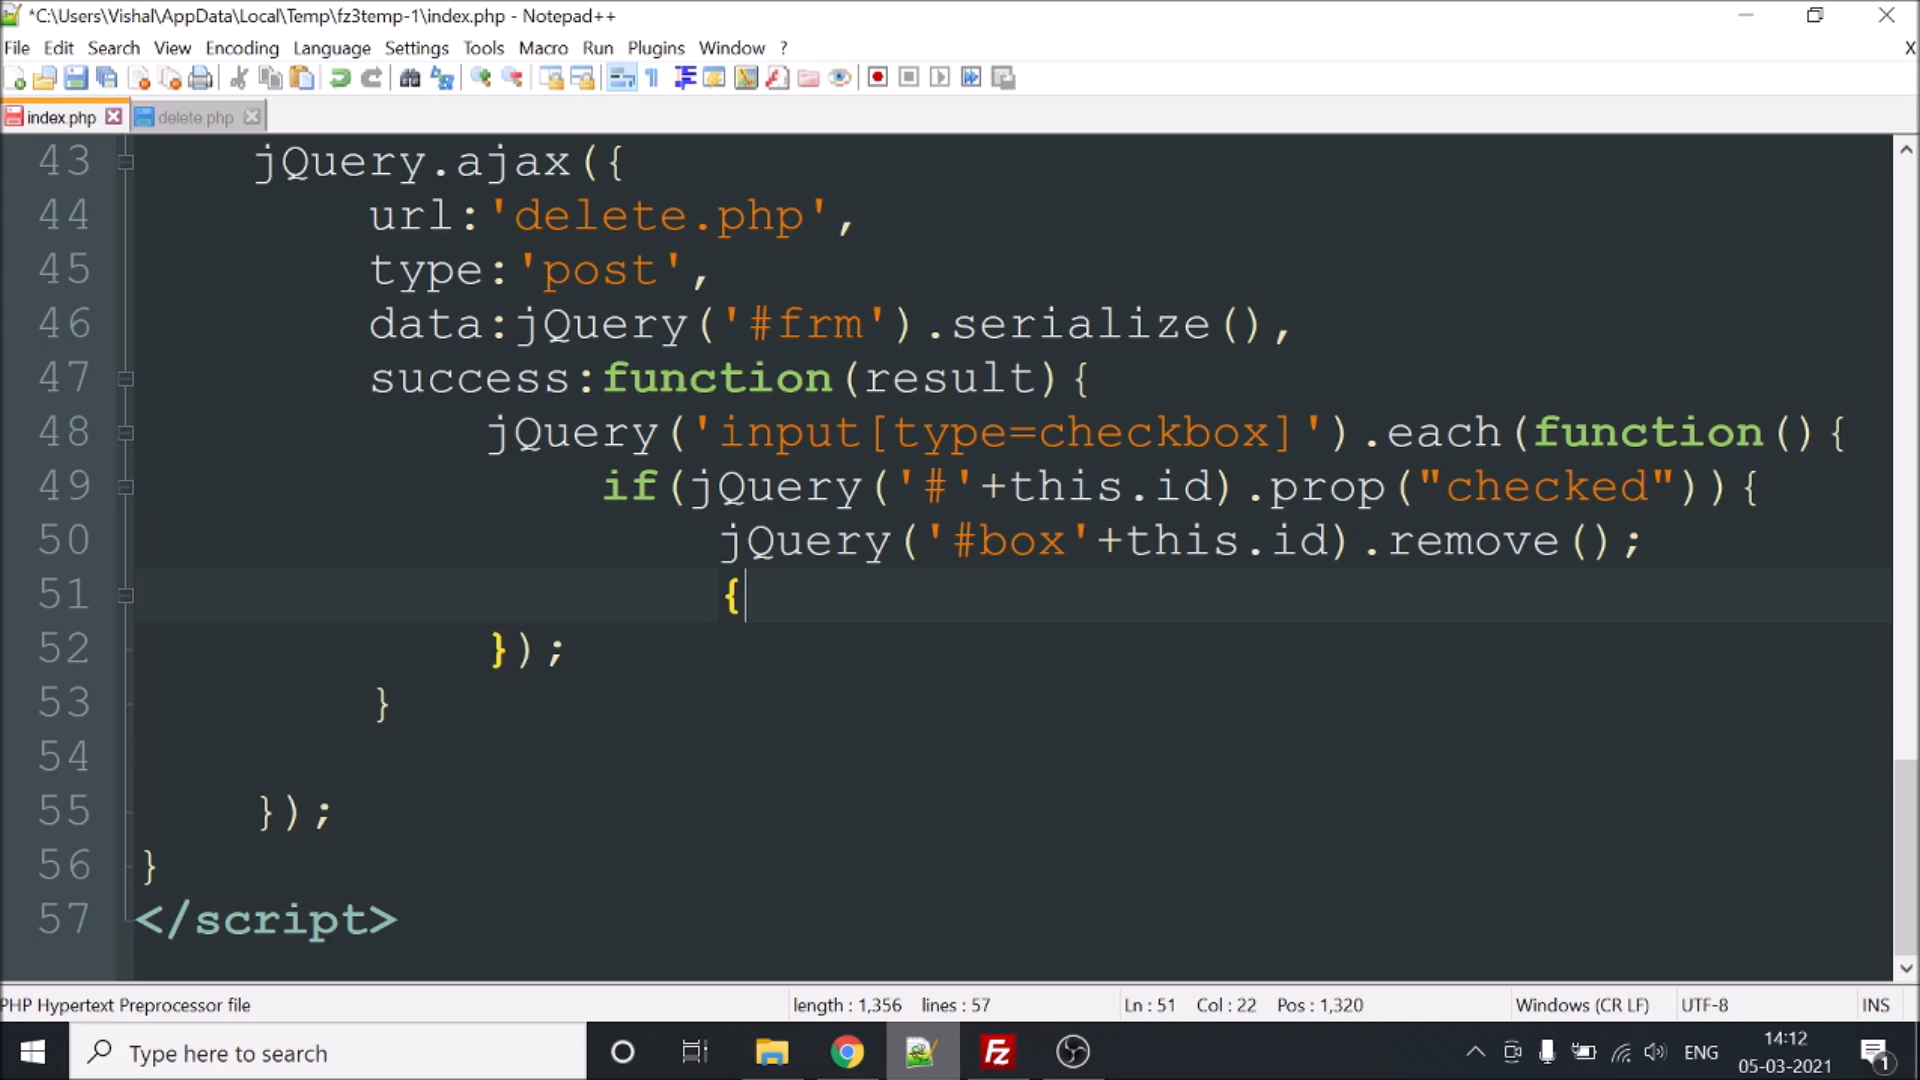 *C:\Users\Vishal\AppData\Local\Temp\fz3temp-1\index.php - Notepad++
File Edit Search View Encoding Language Settings Tools Macro Run Plugins Window ?
X
index.php delete.php
43 jQuery.ajax({
44 url:'delete.php',
45 type:'post',
46 data:jQuery('#frm').serialize(),
47 success:function(result){
48 jQuery('input[type=checkbox]').each(function(){
49 if(jQuery('#'+this.id).prop("checked")){
50 jQuery('#box'+this.id).remove();
51 {
52 });
53 }
54
55 });
56 }
57 </script>
PHP Hypertext Preprocessor file length : 1,356 lines : 57 Ln : 51 Col : 22 Pos : 1,320 Windows (CR LF) UTF-8 INS
Type here to search
ENG
14:12
05-03-2021
1